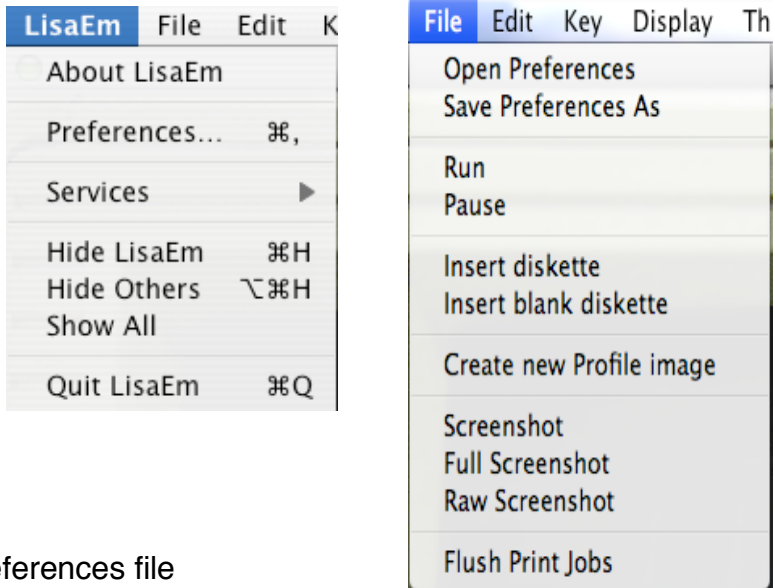 LisaEm File Edit
About LisaEm
Preferences... ⌘,
Services ▶
Hide LisaEm ⌘H
Hide Others ⌥⌘H
Show All
Quit LisaEm ⌘Q
File Edit Key Display Th
Open Preferences
Save Preferences As
Run
Pause
Insert diskette
Insert blank diskette
Create new Profile image
Screenshot
Full Screenshot
Raw Screenshot
Flush Print Jobs
eferences file